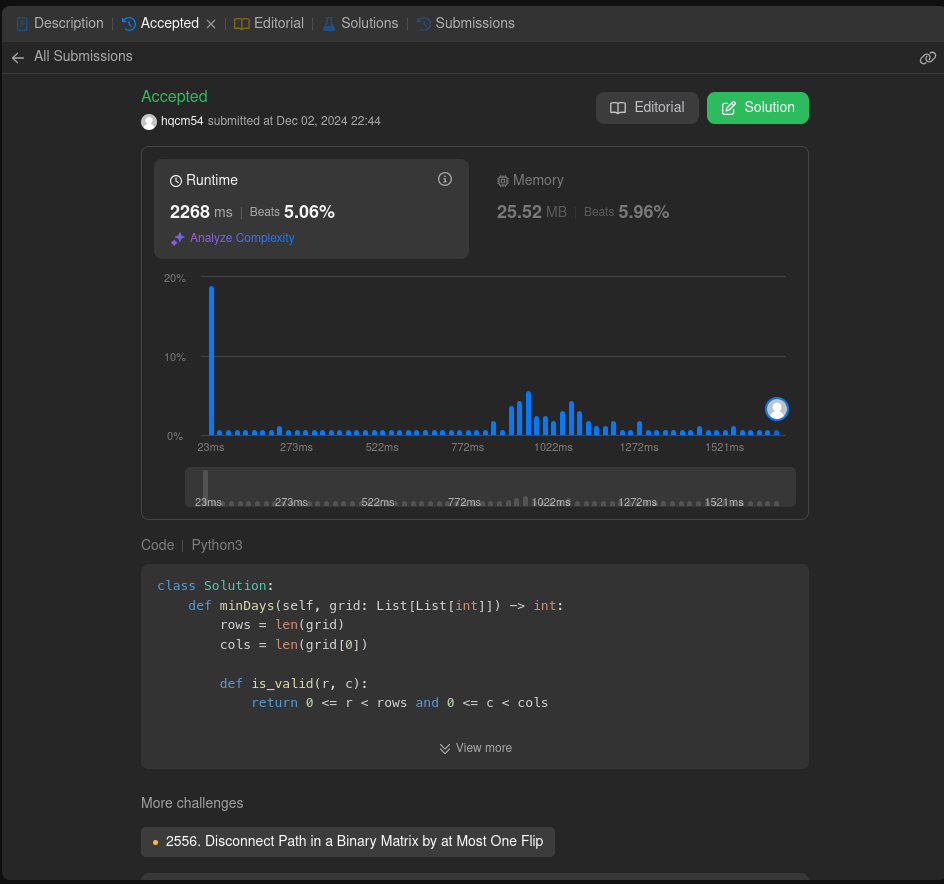 Description | Accepted × | Editorial | Solutions | Submissions
← All Submissions
Accepted
hqcm54 submitted at Dec 02, 2024 22:44
Editorial
Solution
Runtime
2268 ms | Beats 5.06%
Analyze Complexity
Memory
25.52 MB | Beats 5.96%
20%
10%
0%
23ms 273ms 522ms 772ms 1022ms 1272ms 1521ms
23ms 273ms 522ms 772ms 1022ms 1272ms 1521ms
Code | Python3
class Solution:
    def minDays(self, grid: List[List[int]]) -> int:
        rows = len(grid)
        cols = len(grid[0])
        def is_valid(r, c):
            return 0 <= r < rows and 0 <= c < cols
View more
More challenges
2556. Disconnect Path in a Binary Matrix by at Most One Flip